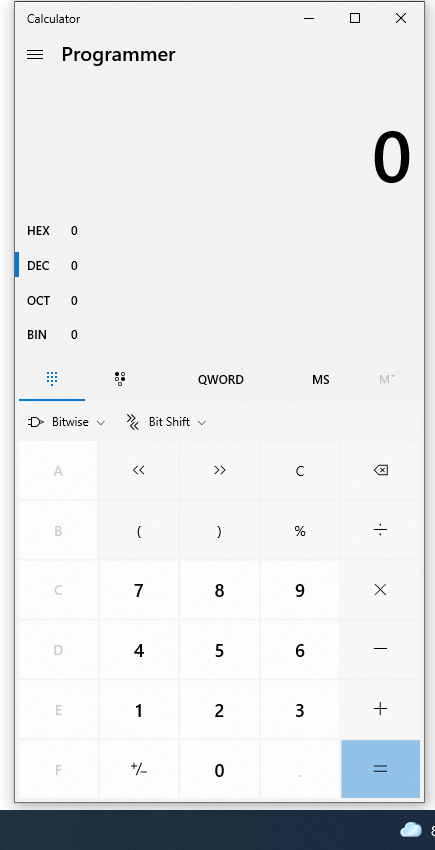 Calculator
Programmer
0
HEX 0
DEC 0
OCT 0
BIN 0
QWORD MS M
Bitwise Bit Shift
A << >> C
B ( ) % ÷
C 7 8 9 ×
D 4 5 6 −
E 1 2 3 +
F +/− 0 . =